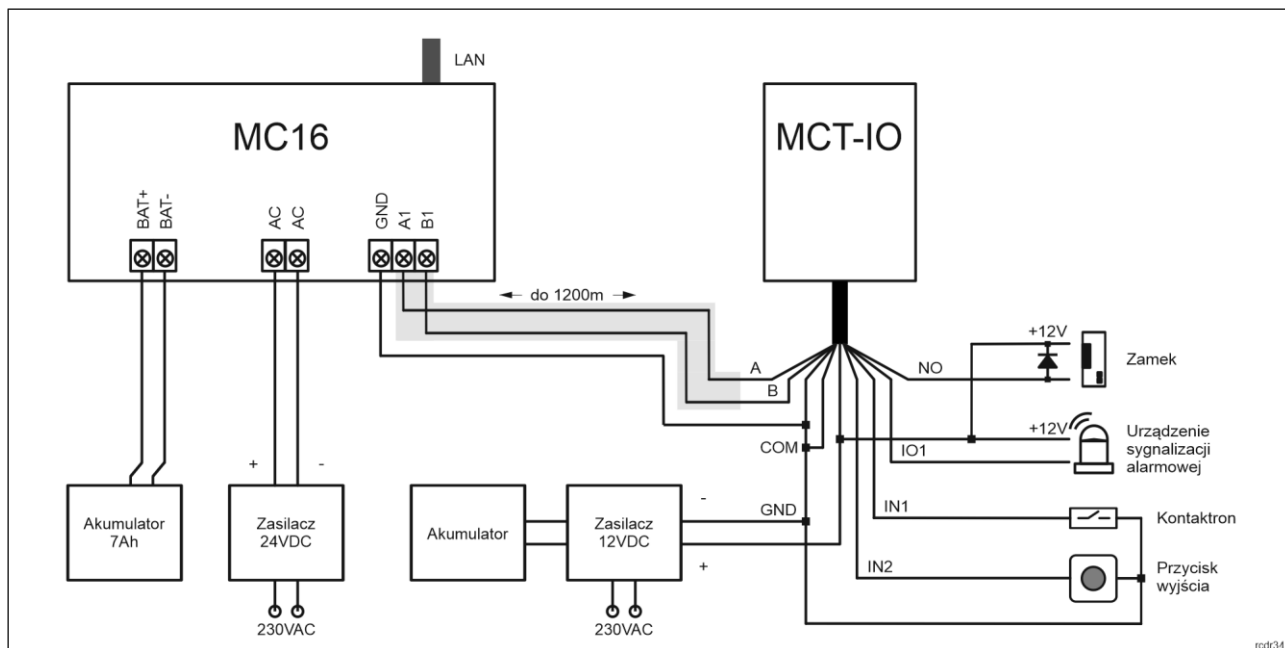 LAN
MC16
MCT-IO
BAT+
BAT-
AC
AC
GND
A1
B1
do 1200m
A
B
NO
+12V
Zamek
COM
+12V
IO1
Urządzenie
sygnalizacji
alarmowej
+
-
Akumulator
7Ah
Zasilacz
24VDC
Akumulator
Zasilacz
12VDC
-
GND
+
IN1
Kontaktron
IN2
Przycisk
wyjścia
230VAC
230VAC
rcdr34